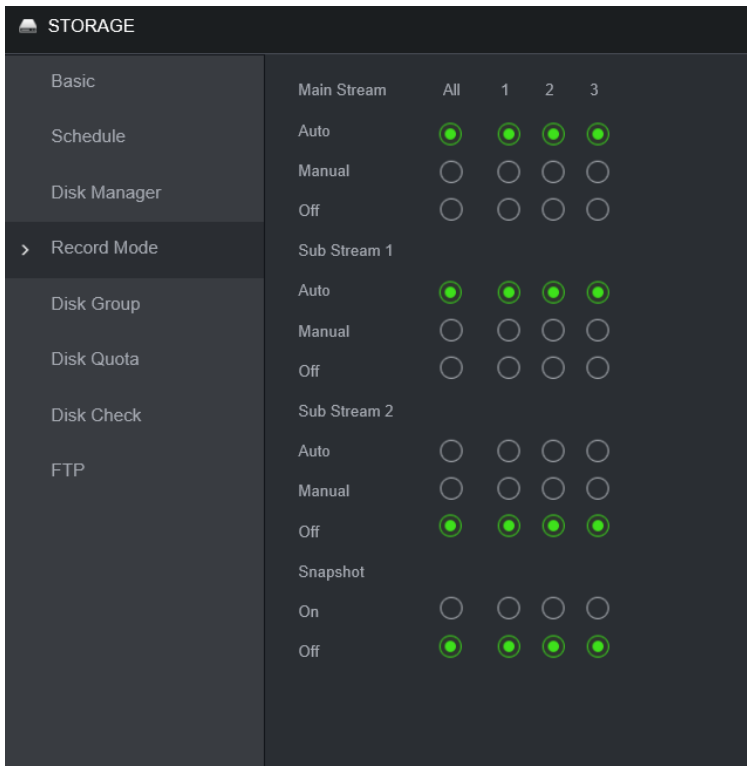 STORAGE
Basic
Schedule
Disk Manager
Record Mode
Disk Group
Disk Quota
Disk Check
FTP
Main Stream All 1 2 3
Auto
Manual
Off
Sub Stream 1
Auto
Manual
Off
Sub Stream 2
Auto
Manual
Off
Snapshot
On
Off